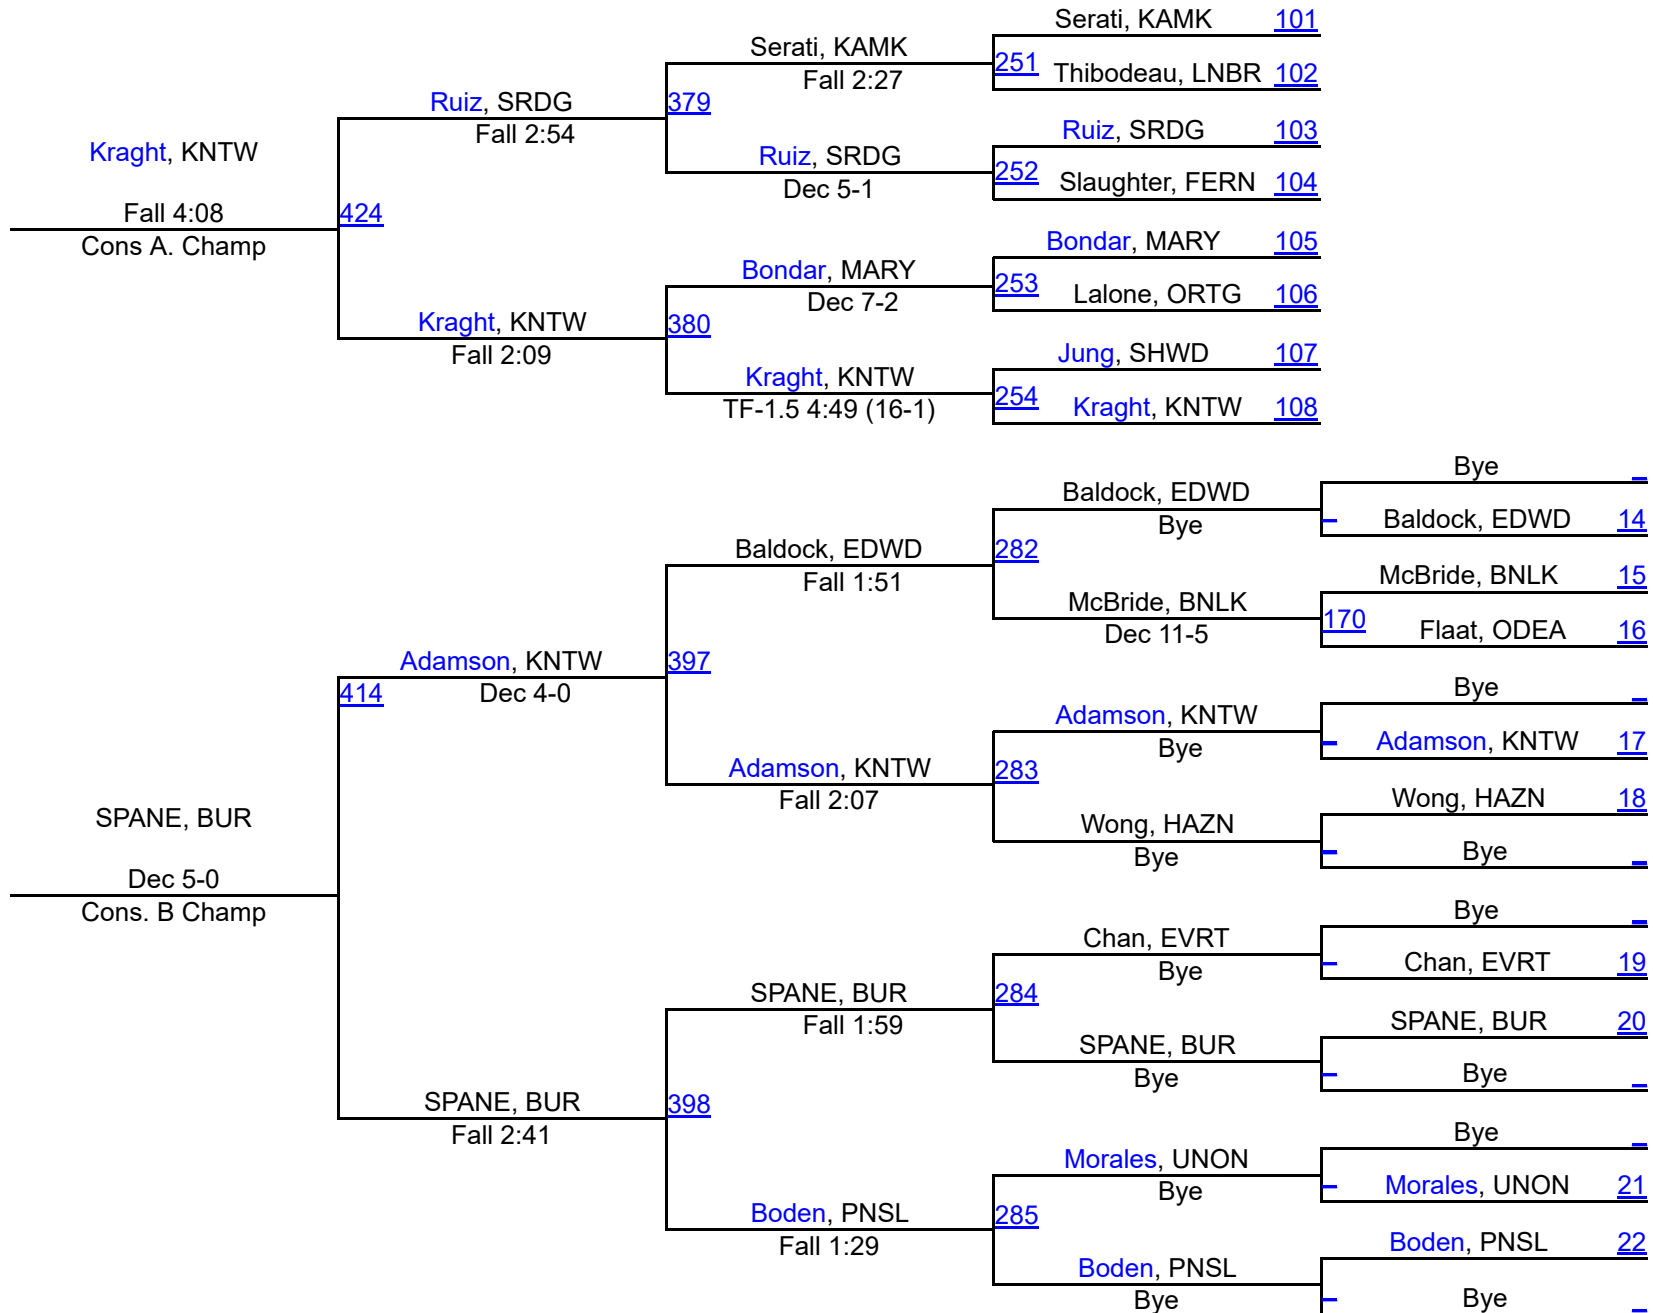 Serati, KAMK 101
Serati, KAMK
251 Thibodeau, LNBR 102
Fall 2:27
Ruiz, SRDG 379
Fall 2:54
Ruiz, SRDG 103
Kraght, KNTW
Ruiz, SRDG
252 Slaughter, FERN 104
Dec 5-1
Fall 4:08 424
Cons A. Champ
Bondar, MARY 105
Bondar, MARY
253 Lalone, ORTG 106
Dec 7-2
Kraght, KNTW 380
Fall 2:09
Jung, SHWD 107
Kraght, KNTW
254 Kraght, KNTW 108
TF-1.5 4:49 (16-1)
Bye
Baldock, EDWD
Baldock, EDWD 14
Bye
Baldock, EDWD 282
Fall 1:51
McBride, BNLK 15
McBride, BNLK
170 Flaat, ODEA 16
Dec 11-5
Adamson, KNTW 397
414 Dec 4-0
Bye
Adamson, KNTW
Adamson, KNTW 17
Bye
Adamson, KNTW 283
Fall 2:07
Wong, HAZN 18
SPANE, BUR
Wong, HAZN
Bye
Bye
Dec 5-0
Cons. B Champ
Bye
Chan, EVRT
Chan, EVRT 19
Bye
SPANE, BUR 284
Fall 1:59
SPANE, BUR 20
SPANE, BUR
Bye
Bye
SPANE, BUR 398
Fall 2:41
Bye
Morales, UNON
Morales, UNON 21
Bye
Boden, PNSL 285
Fall 1:29
Boden, PNSL 22
Boden, PNSL
Bye
Bye